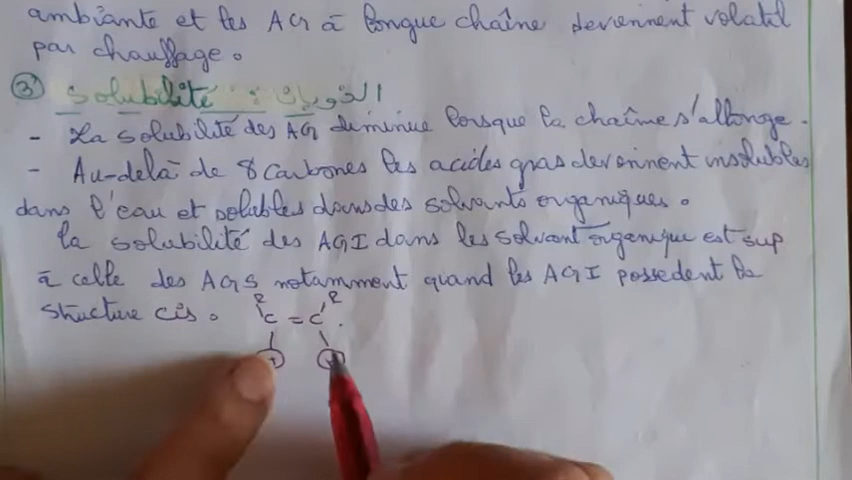 ambiante et les AG à longue chaîne deviennent volatil
par chauffage.
3 Solubilité : الذوبان
- La solubilité des AG diminue lorsque la chaîne s'allonge.
- Au-delà de 8 carbones les acides gras deviennent insolubles
dans l'eau et solubles dans des solvants organiques.
la solubilité des AGI dans les solvant organique est sup
à celle des AGS notamment quand les AGI possedent la
structure cis.
R R
C = C
H